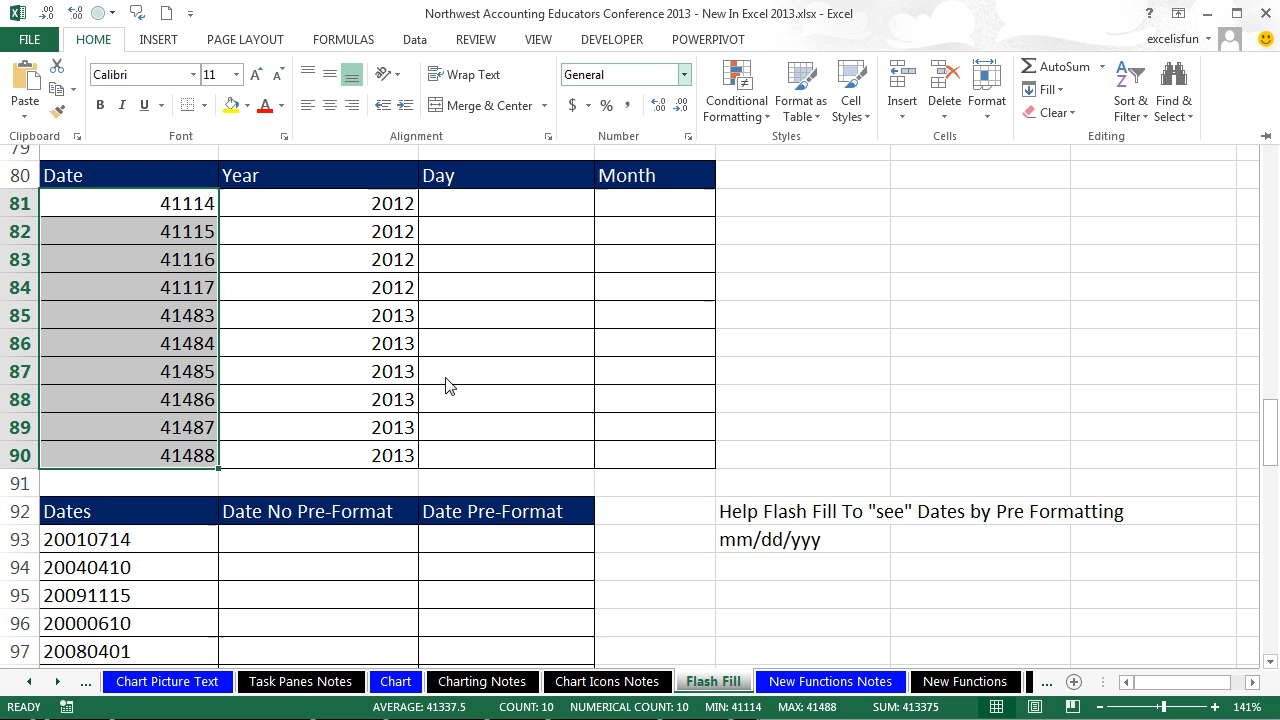 Northwest Accounting Educators Conference 2013 - New In Excel 2013.xlsx - Excel
FILE HOME INSERT PAGE LAYOUT FORMULAS Data REVIEW VIEW DEVELOPER POWERPIVOT excelisfun
Calibri 11 Wrap Text General AutoSum
Paste Conditional Format as Cell Insert Delete Format Fill Sort & Find &
B I U A Merge & Center $ % , Formatting Table Styles Clear Filter Select
Clipboard Font Alignment Number Styles Cells Editing
79
80 Date Year Day Month
81 41114 2012
82 41115 2012
83 41116 2012
84 41117 2012
85 41483 2013
86 41484 2013
87 41485 2013
88 41486 2013
89 41487 2013
90 41488 2013
91
92 Dates Date No Pre-Format Date Pre-Format Help Flash Fill To "see" Dates by Pre Formatting
93 20010714 mm/dd/yyy
94 20040410
95 20091115
96 20000610
97 20080401
... Chart Picture Text Task Panes Notes Chart Charting Notes Chart Icons Notes Flash Fill New Functions Notes New Functions ...
READY AVERAGE: 41337.5 COUNT: 10 NUMERICAL COUNT: 10 MIN: 41114 MAX: 41488 SUM: 413375 141%